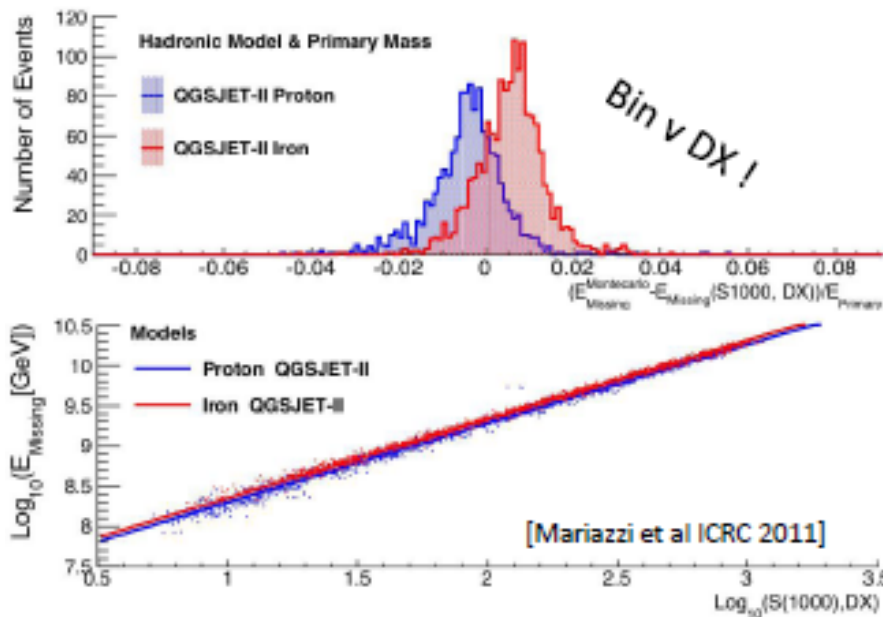 120
100
80
60
40
20
0
Number of Events
Hadronic Model & Primary Mass
QGSJET-II Proton
QGSJET-II Iron
Bin v DX !
-0.08 -0.06 -0.04 -0.02 0 0.02 0.04 0.06 0.08
(E^Montecarlo_Missing-E_Missing(S1000, DX))/E_Primary
10.5
10
9.5
9
8.5
8
7.5
Log10(E_Missing[GeV])
Models
Proton QGSJET-II
Iron QGSJET-II
[Mariazzi et al ICRC 2011]
0.5 1 1.5 2 2.5 3 3.5
Log10(S(1000),DX)